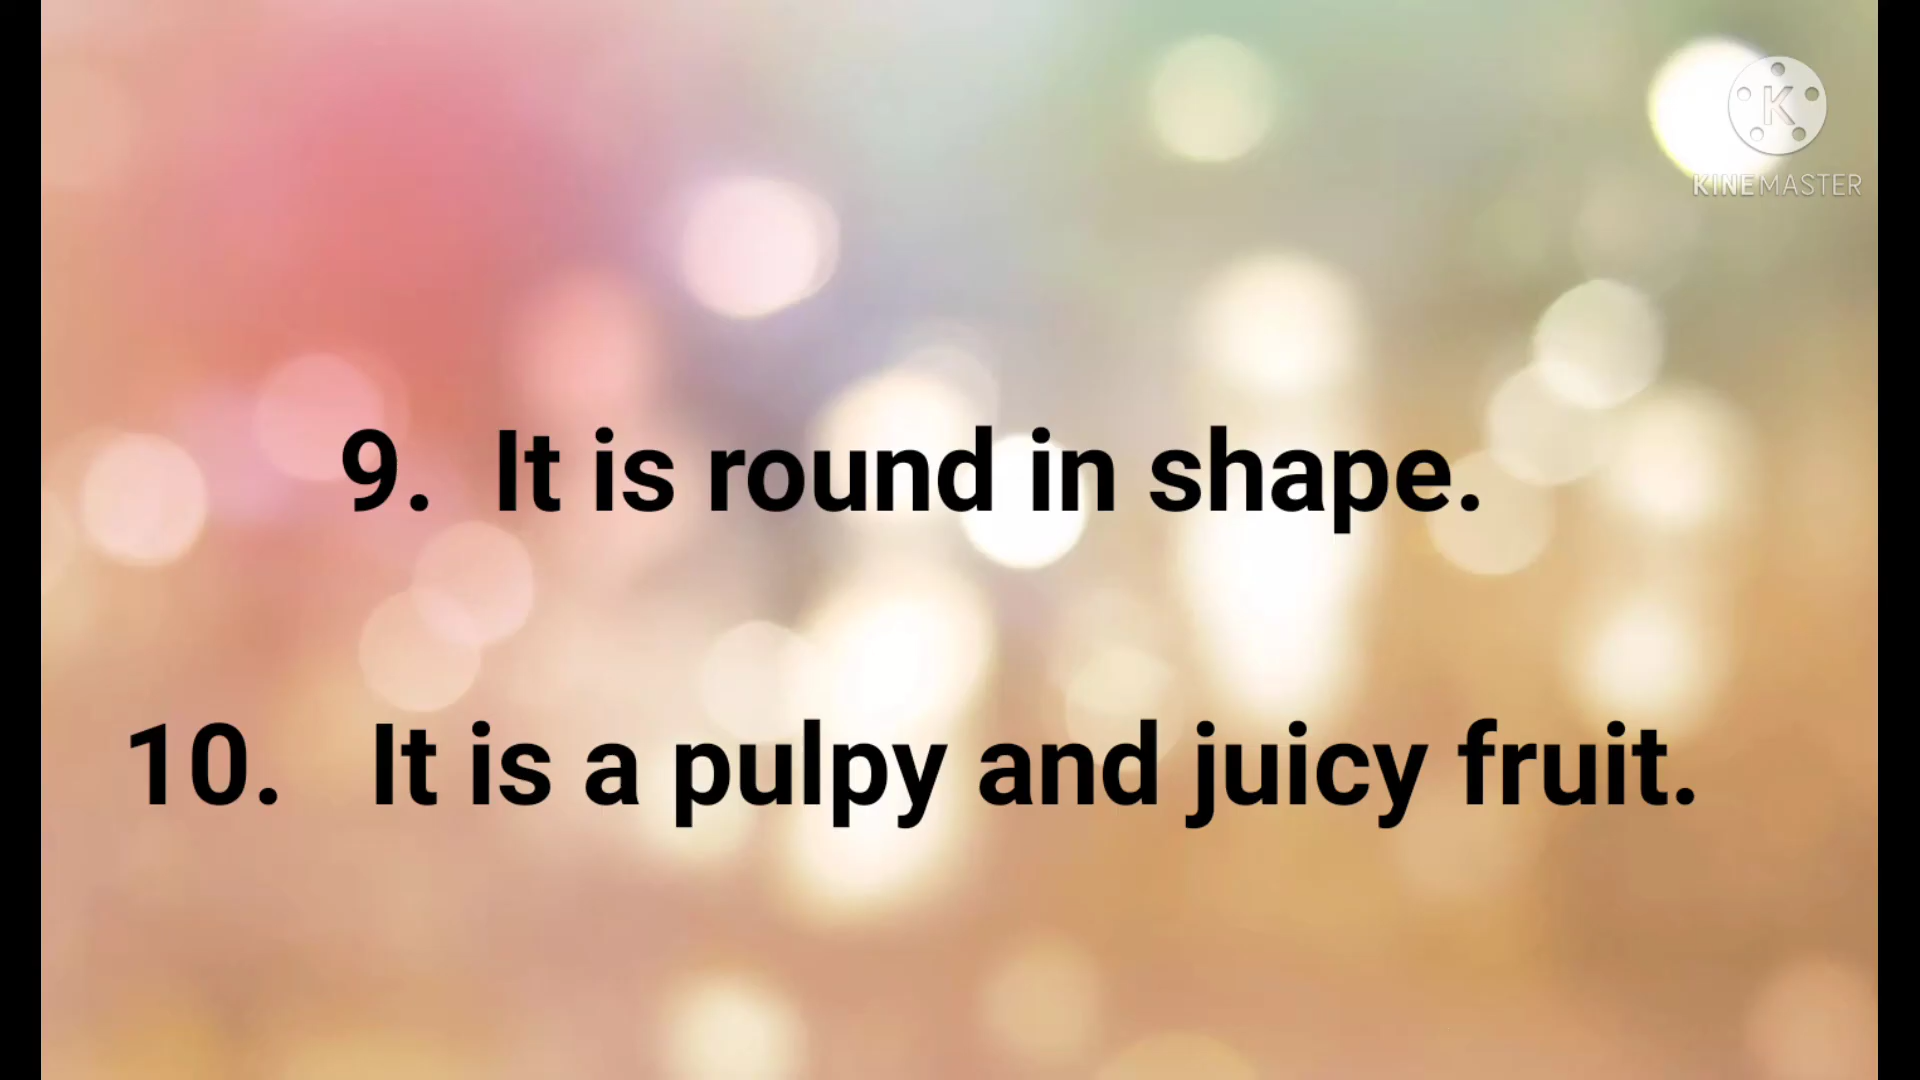 K
KINEMASTER
9. It is round in shape.
10. It is a pulpy and juicy fruit.